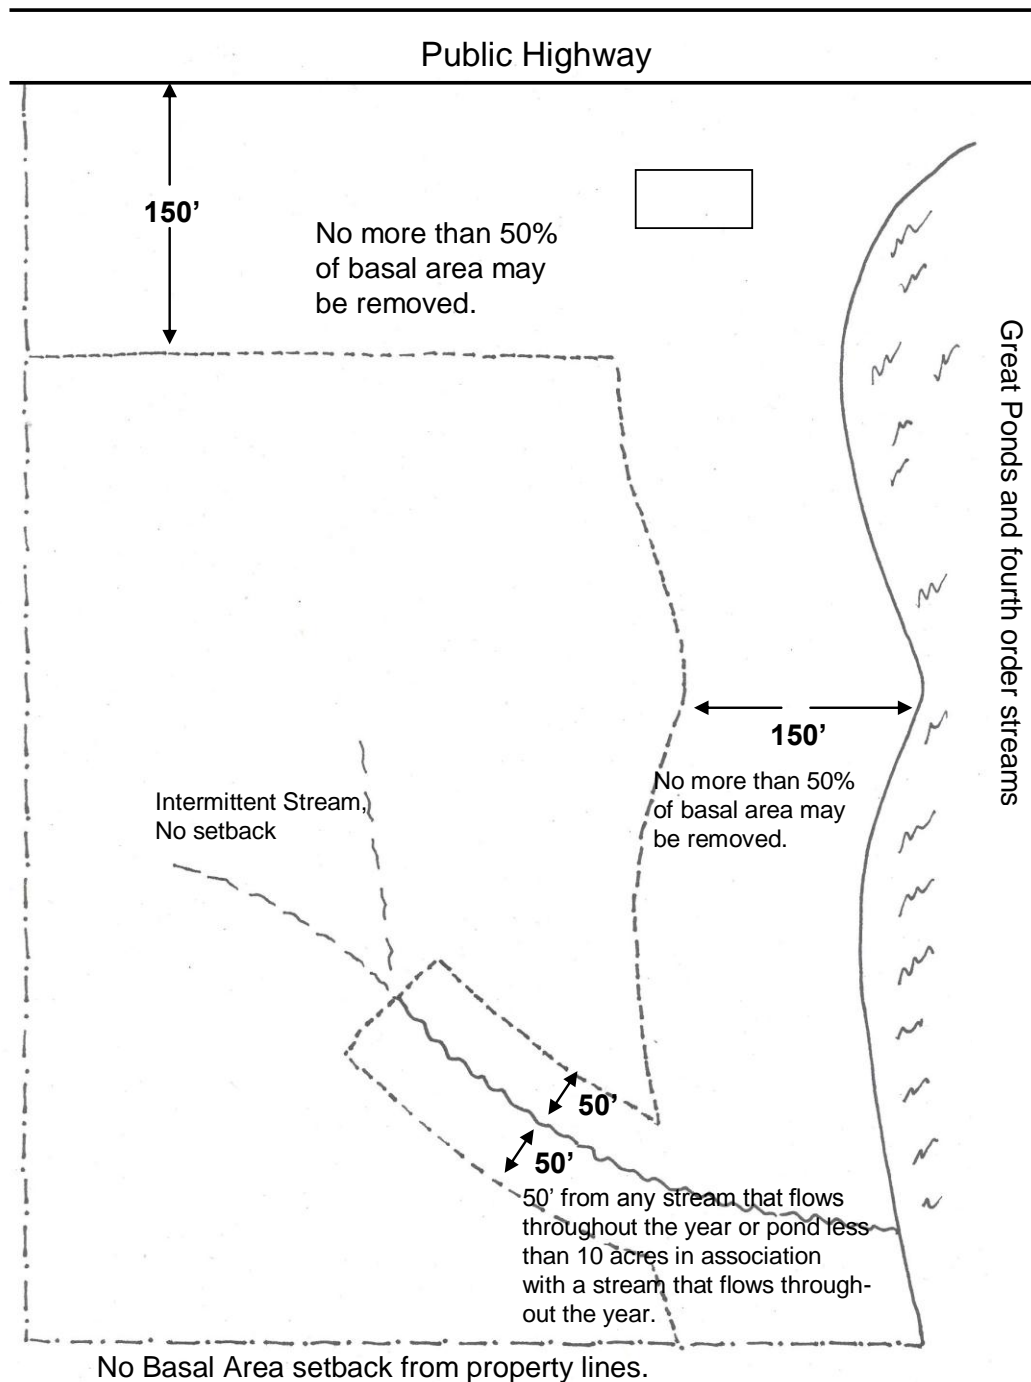 Public Highway
150’
No more than 50%
of basal area may
be removed.
Great Ponds and fourth order streams
150’
No more than 50%
of basal area may
be removed.
Intermittent Stream,
No setback
50’
50’
50’ from any stream that flows
throughout the year or pond less
than 10 acres in association
with a stream that flows through-
out the year.
No Basal Area setback from property lines.